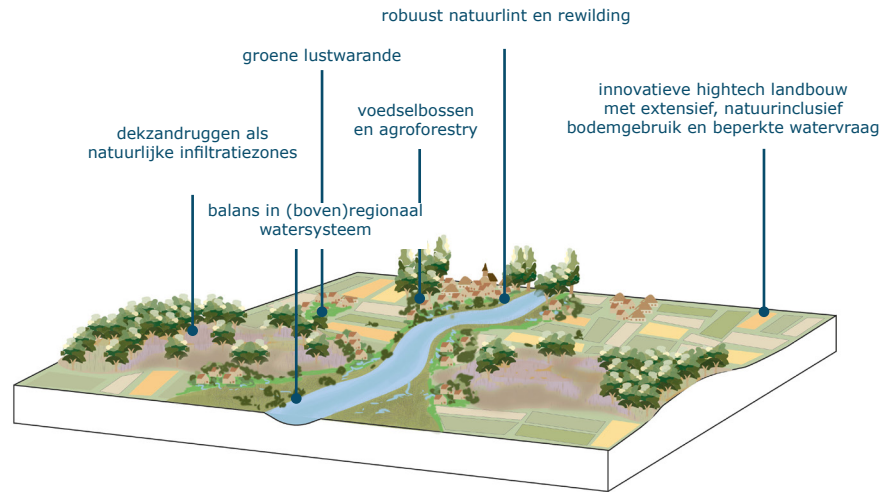 robuust natuurlint en rewilding
groene lustwarande
voedselbossen
en agroforestry
innovatieve hightech landbouw
met extensief, natuurinclusief
bodemgebruik en beperkte watervraag
dekzandruggen als
natuurlijke infiltratiezones
balans in (boven)regionaal
watersysteem